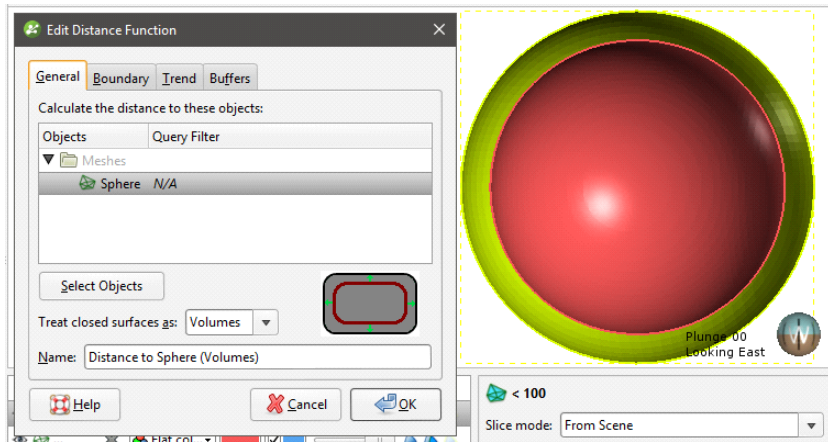 Edit Distance Function
General Boundary Trend Buffers
Calculate the distance to these objects:
Objects Query Filter
Meshes
Sphere N/A
Select Objects
Treat closed surfaces as: Volumes
Name: Distance to Sphere (Volumes)
Help Cancel OK
Plunge 00
Looking East
< 100
Slice mode: From Scene
Flat col